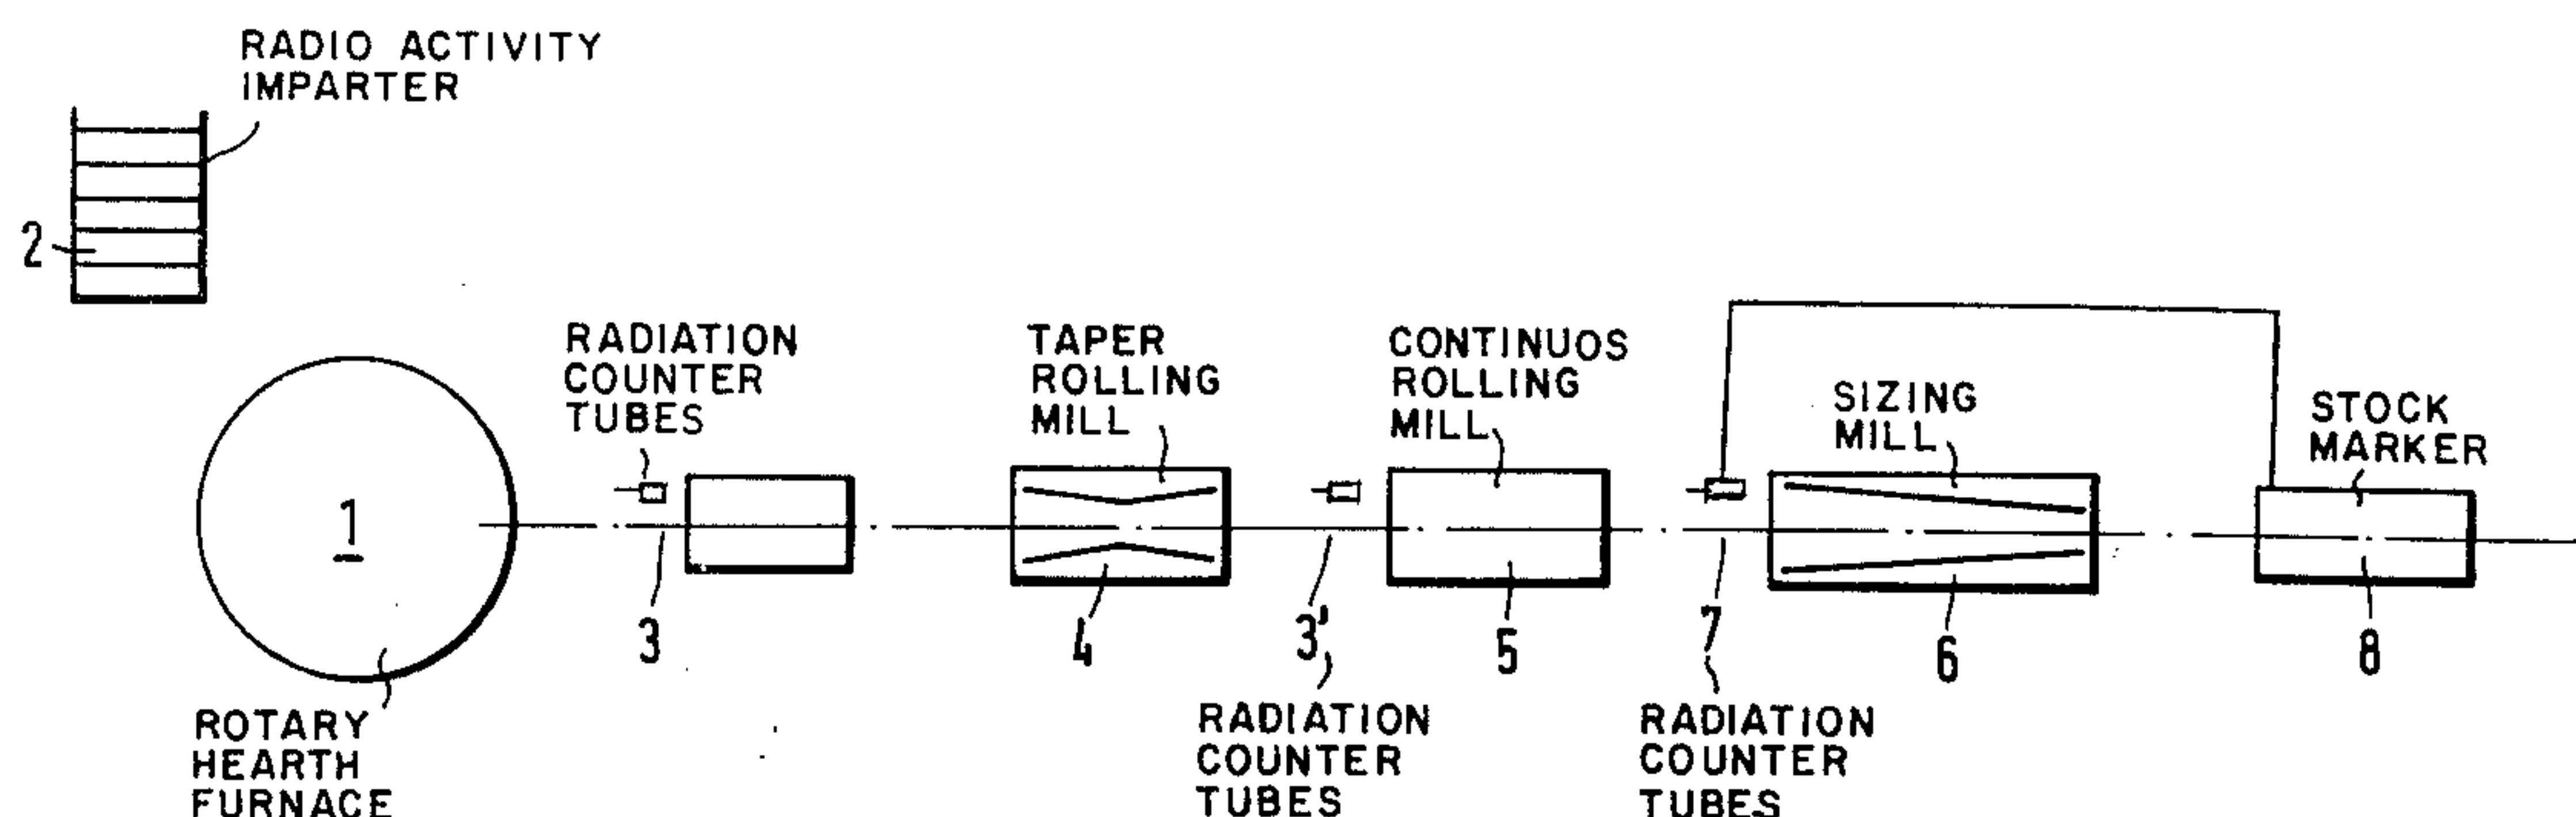 RADIO ACTIVITY
IMPARTER
2
RADIATION
COUNTER
TUBES
TAPER
ROLLING
MILL
CONTINUOS
ROLLING
MILL
SIZING
MILL
STOCK
MARKER
1
3
4
3'
5
7
6
8
ROTARY
HEARTH
FURNACE
RADIATION
COUNTER
TUBES
RADIATION
COUNTER
TUBES